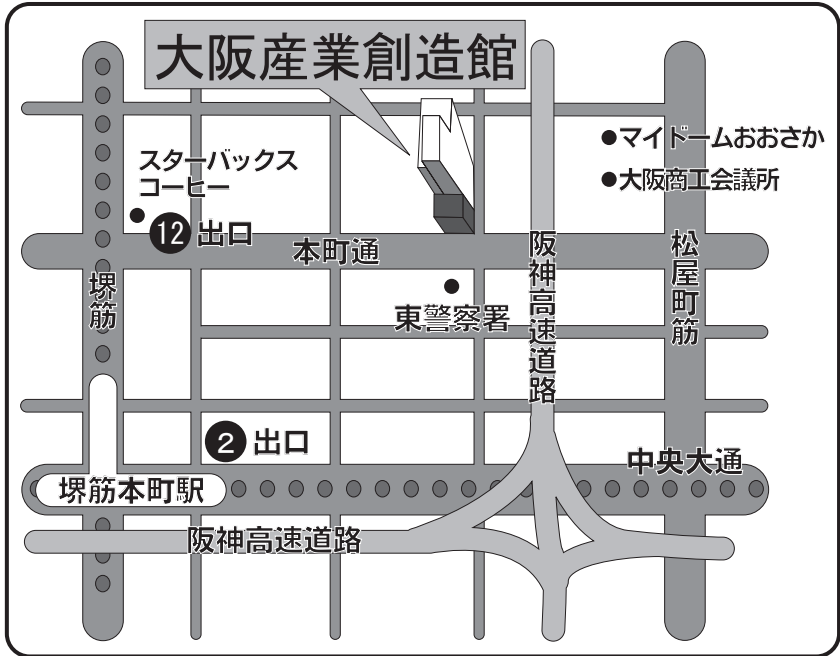 大阪産業創造館
●マイドームおおさか
●大阪商工会議所
スターバックス
コーヒー
12 出口
本町通
堺筋
東警察署
阪神高速道路
松屋町筋
2 出口
中央大通
堺筋本町駅
阪神高速道路